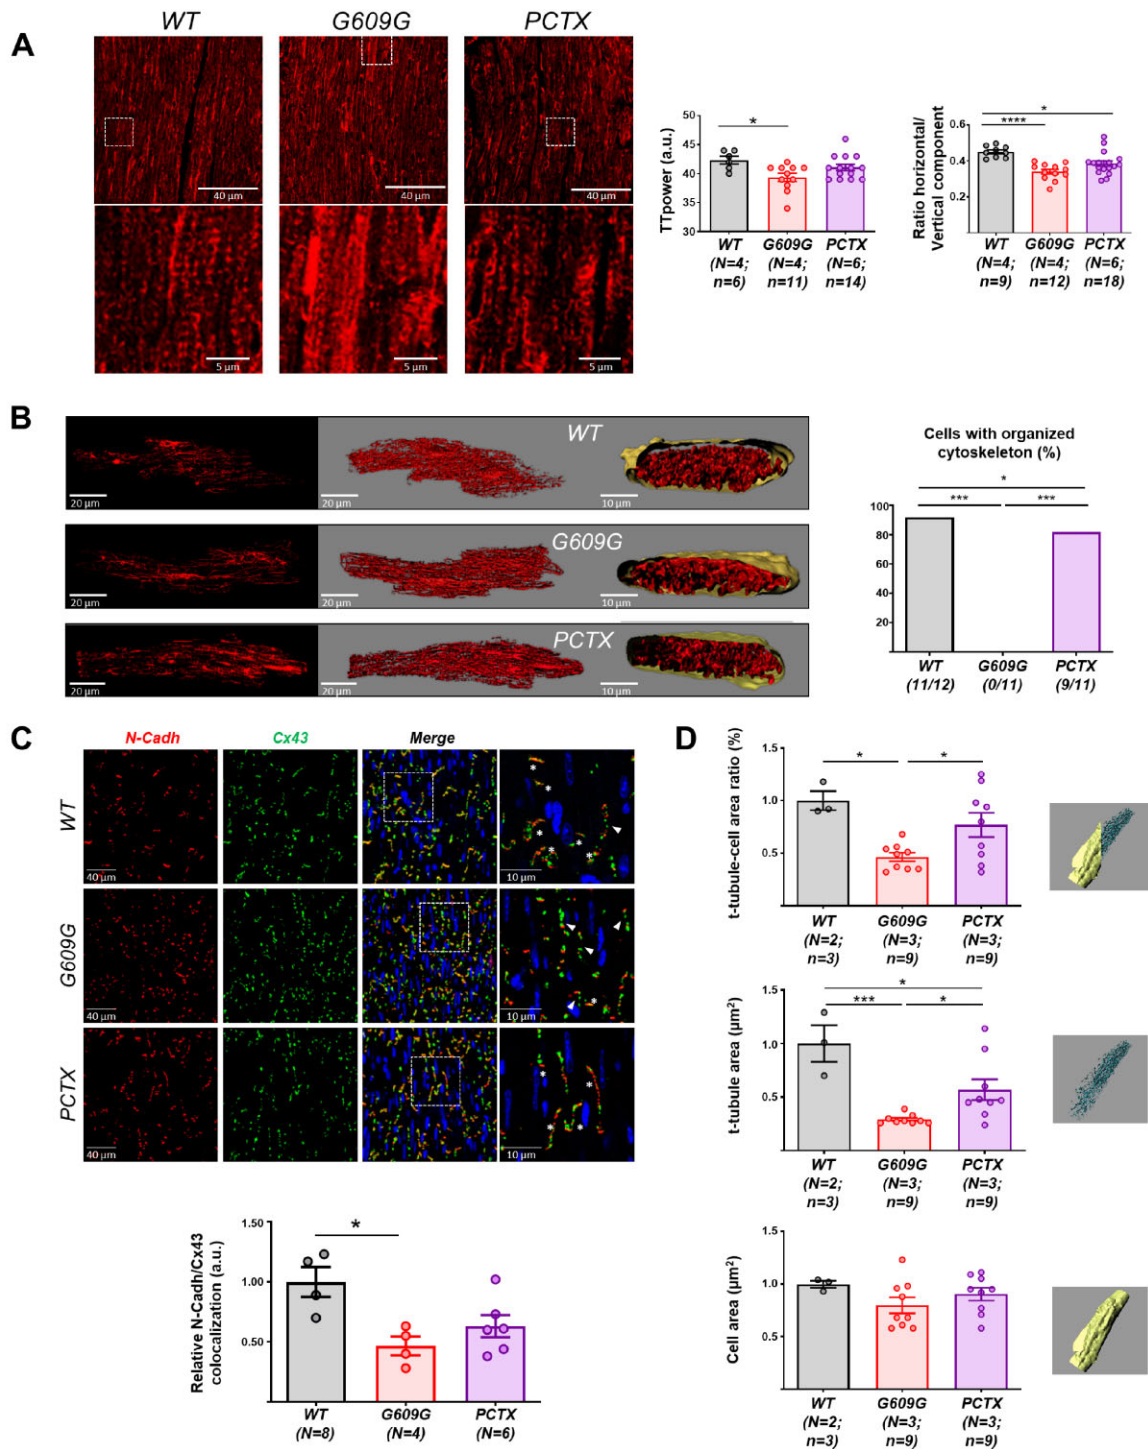 A
WT
G609G
PCTX
40 µm
40 µm
40 µm
5 µm
5 µm
5 µm
TTpower (a.u.)
50
45
40
35
30
*
WT
(N=4;
n=6)
G609G
(N=4;
n=11)
PCTX
(N=6;
n=14)
Ratio horizontal/
Vertical component
0.6
0.4
0.2
*
****
WT
(N=4;
n=9)
G609G
(N=4;
n=12)
PCTX
(N=6;
n=18)
B
WT
20 µm
20 µm
10 µm
G609G
20 µm
20 µm
10 µm
PCTX
20 µm
20 µm
10 µm
Cells with organized
cytoskeleton (%)
*
***
***
100
80
60
40
20
80
60
40
20
WT
(11/12)
G609G
(0/11)
PCTX
(9/11)
C
N-Cadh
Cx43
Merge
WT
40 µm
10 µm
G609G
40 µm
10 µm
PCTX
40 µm
10 µm
Relative N-Cadh/Cx43
colocalization (a.u.)
1.50
1.00
0.50
*
WT
(N=8)
G609G
(N=4)
PCTX
(N=6)
D
t-tubule-cell area ratio (%)
1.5
1.0
0.5
*
*
WT
(N=2;
n=3)
G609G
(N=3;
n=9)
PCTX
(N=3;
n=9)
t-tubule area (µm²)
1.5
1.0
0.5
*
***
*
WT
(N=2;
n=3)
G609G
(N=3;
n=9)
PCTX
(N=3;
n=9)
Cell area (µm²)
1.5
1.0
0.5
WT
(N=2;
n=3)
G609G
(N=3;
n=9)
PCTX
(N=3;
n=9)